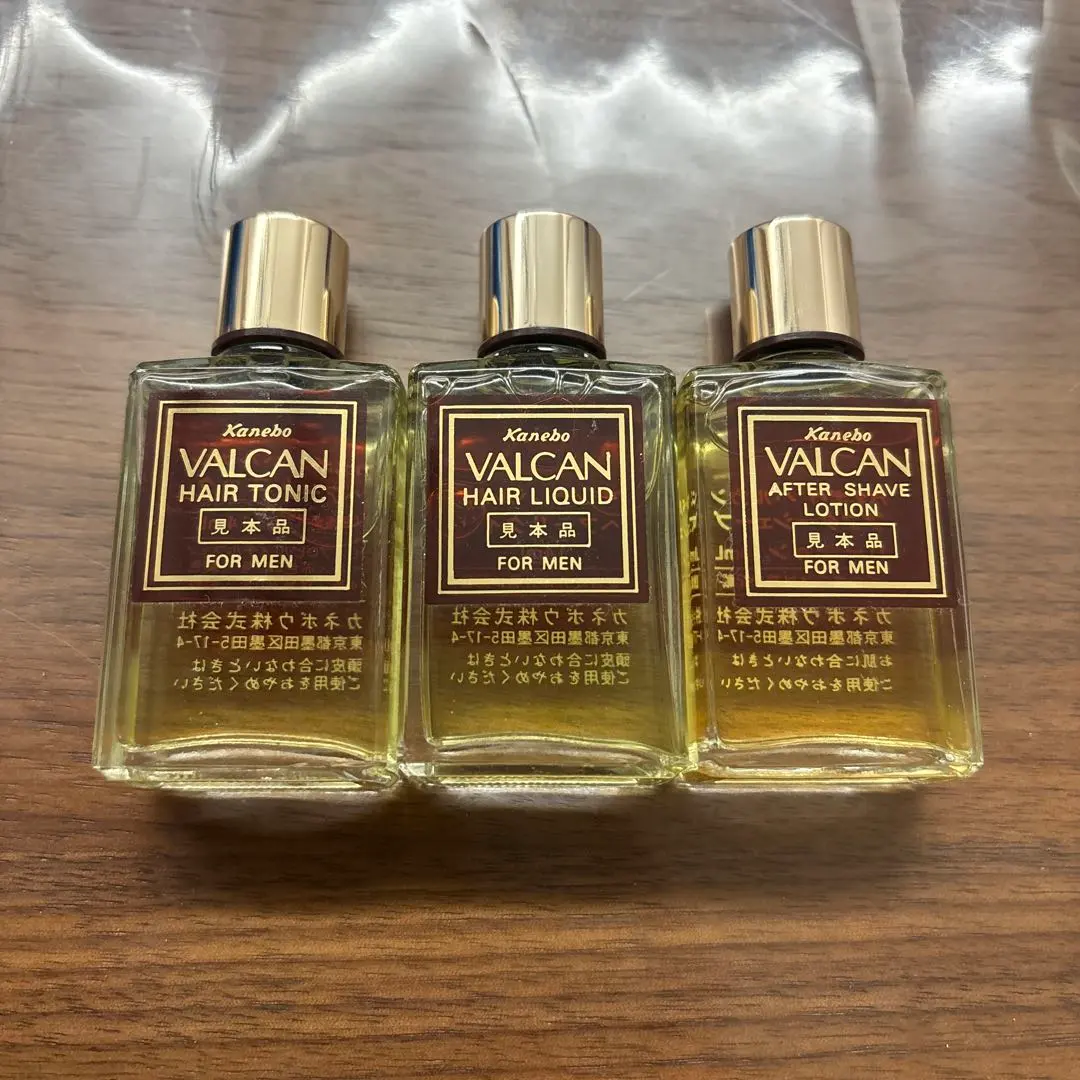 Kanebo
VALCAN
HAIR TONIC
見本品
FOR MEN
カネボウ株式会社
東京都墨田区墨田5-17-4
頭皮に合わないときは
ご使用をおやめください
Kanebo
VALCAN
HAIR LIQUID
見本品
FOR MEN
カネボウ株式会社
東京都墨田区墨田5-17-4
頭皮に合わないときは
ご使用をおやめください
Kanebo
VALCAN
AFTER SHAVE
LOTION
見本品
FOR MEN
カネボウ株式会社
東京都墨田区墨田5-17-4
お肌に合わないときは
ご使用をおやめください